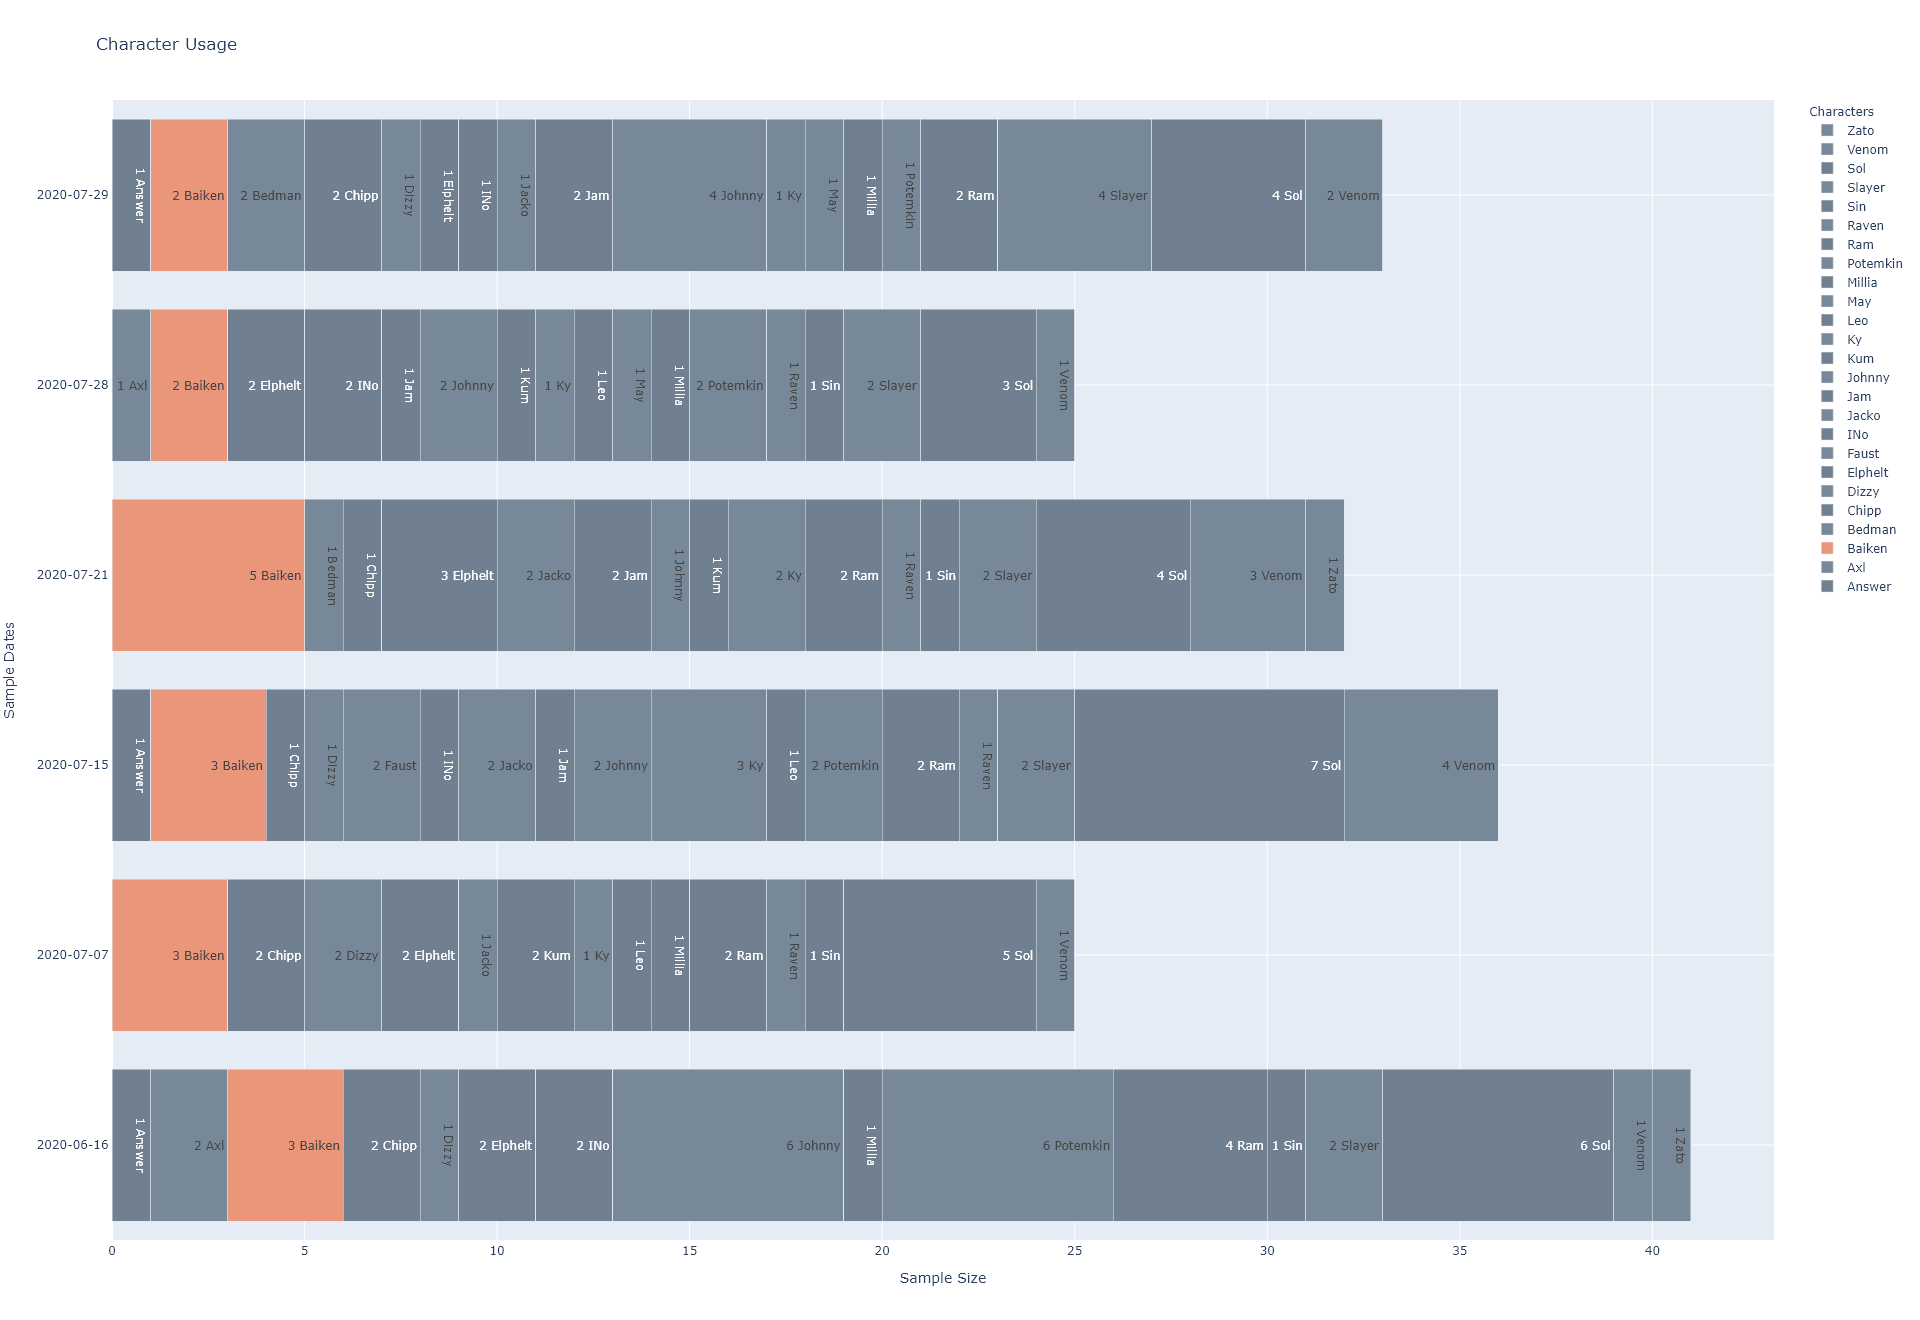 Character Usage
Sample Dates
2020-07-29
1 Answer
2 Baiken
2 Bedman
2 Chipp
1 Dizzy
1 Elphelt
1 INo
1 Jacko
2 Jam
4 Johnny
1 Ky
1 May
1 Millia
1 Potemkin
2 Ram
4 Slayer
4 Sol
2 Venom
2020-07-28
1 Axl
2 Baiken
2 Elphelt
2 INo
1 Jam
2 Johnny
1 Kum
1 Ky
1 Leo
1 May
1 Millia
2 Potemkin
1 Raven
1 Sin
2 Slayer
3 Sol
1 Venom
2020-07-21
5 Baiken
1 Bedman
1 Chipp
3 Elphelt
2 Jacko
2 Jam
1 Johnny
1 Kum
2 Ky
2 Ram
1 Raven
1 Sin
2 Slayer
4 Sol
3 Venom
1 Zato
2020-07-15
1 Answer
3 Baiken
1 Chipp
1 Dizzy
2 Faust
1 INo
2 Jacko
1 Jam
2 Johnny
3 Ky
1 Leo
2 Potemkin
2 Ram
1 Raven
2 Slayer
7 Sol
4 Venom
2020-07-07
3 Baiken
2 Chipp
2 Dizzy
2 Elphelt
1 Jacko
2 Kum
1 Ky
1 Leo
1 Millia
2 Ram
1 Raven
1 Sin
5 Sol
1 Venom
2020-06-16
1 Answer
2 Axl
3 Baiken
2 Chipp
1 Dizzy
2 Elphelt
2 INo
6 Johnny
1 Millia
6 Potemkin
4 Ram
1 Sin
2 Slayer
6 Sol
1 Venom
1 Zato
0 5 10 15 20 25 30 35 40
Sample Size
Characters
Zato
Venom
Sol
Slayer
Sin
Raven
Ram
Potemkin
Millia
May
Leo
Ky
Kum
Johnny
Jam
Jacko
INo
Faust
Elphelt
Dizzy
Chipp
Bedman
Baiken
Axl
Answer